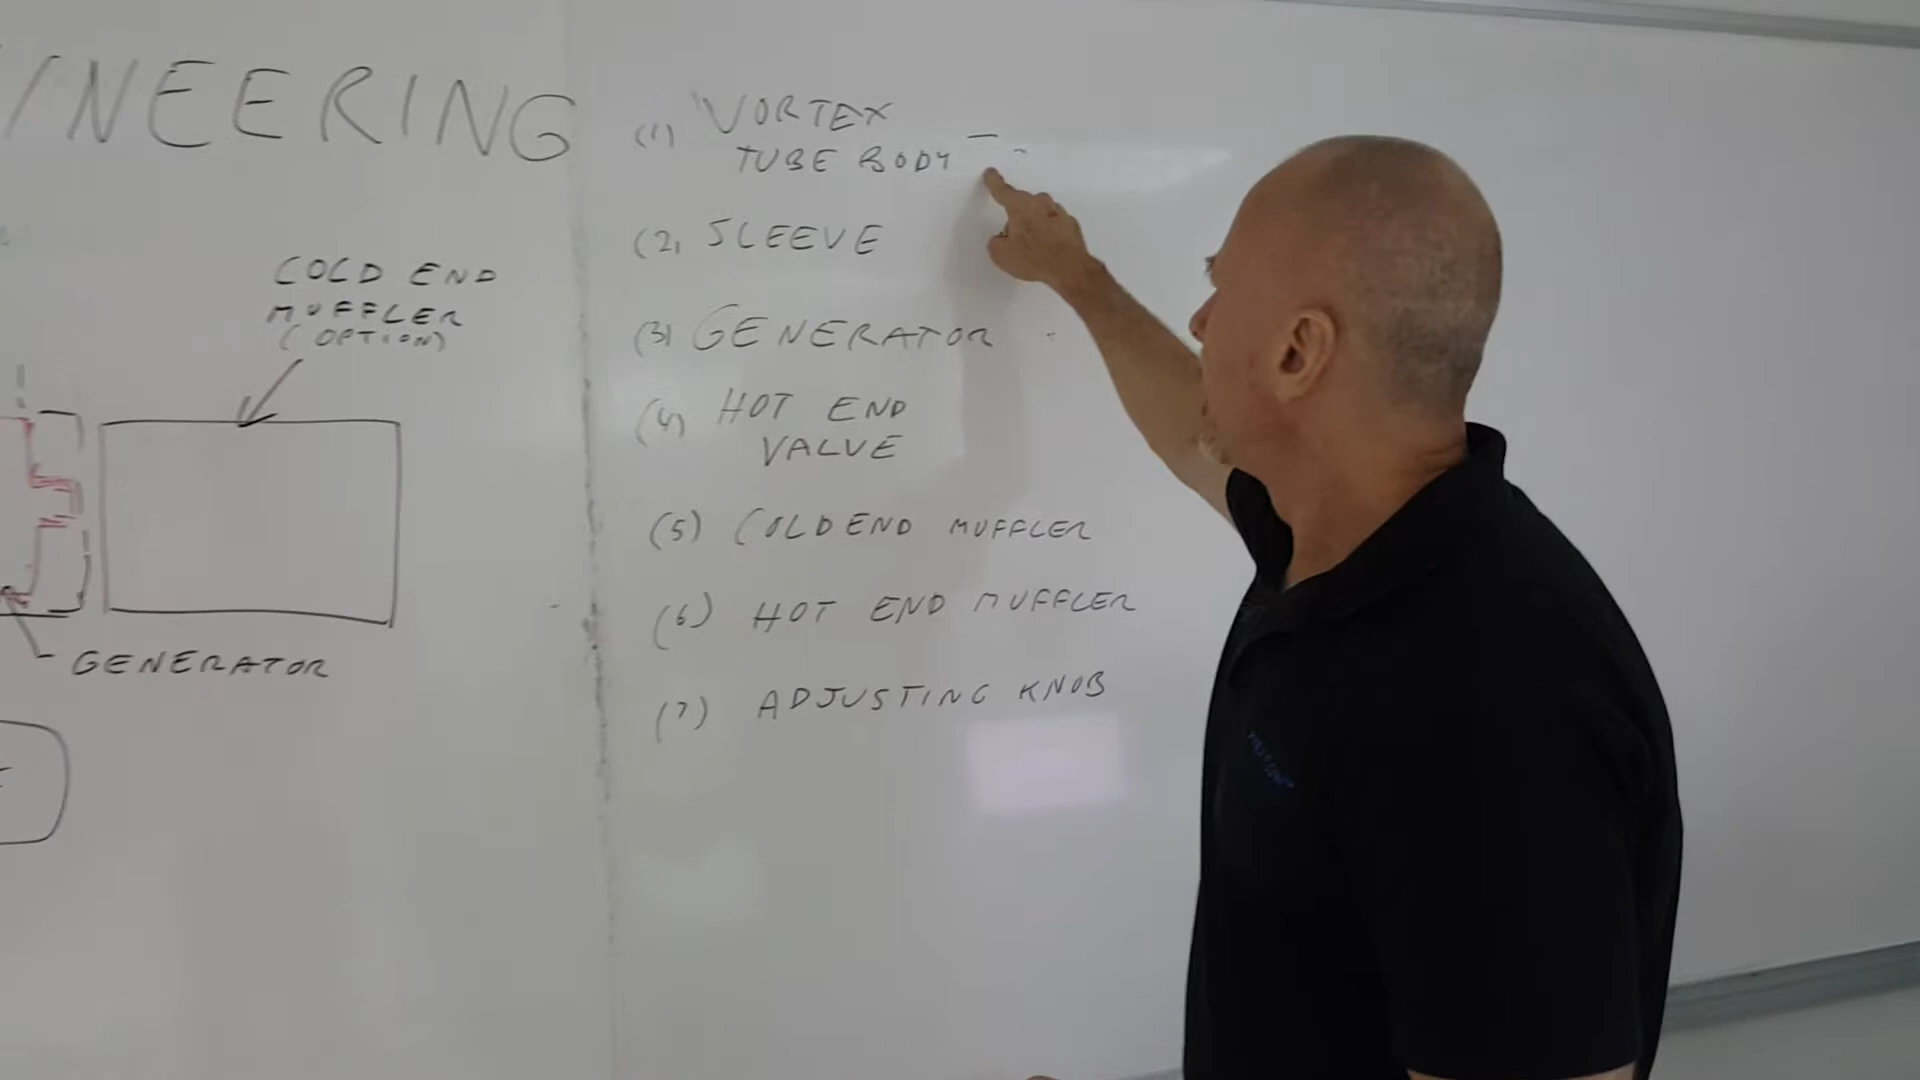 INEERING
COLD END
MUFFLER
(OPTION)
GENERATOR
(1) VORTEX
TUBE BODY –
(2) SLEEVE
(3) GENERATOR
(4) HOT END
VALVE
(5) COLD END MUFFLER
(6) HOT END MUFFLER
(7) ADJUSTING KNOB